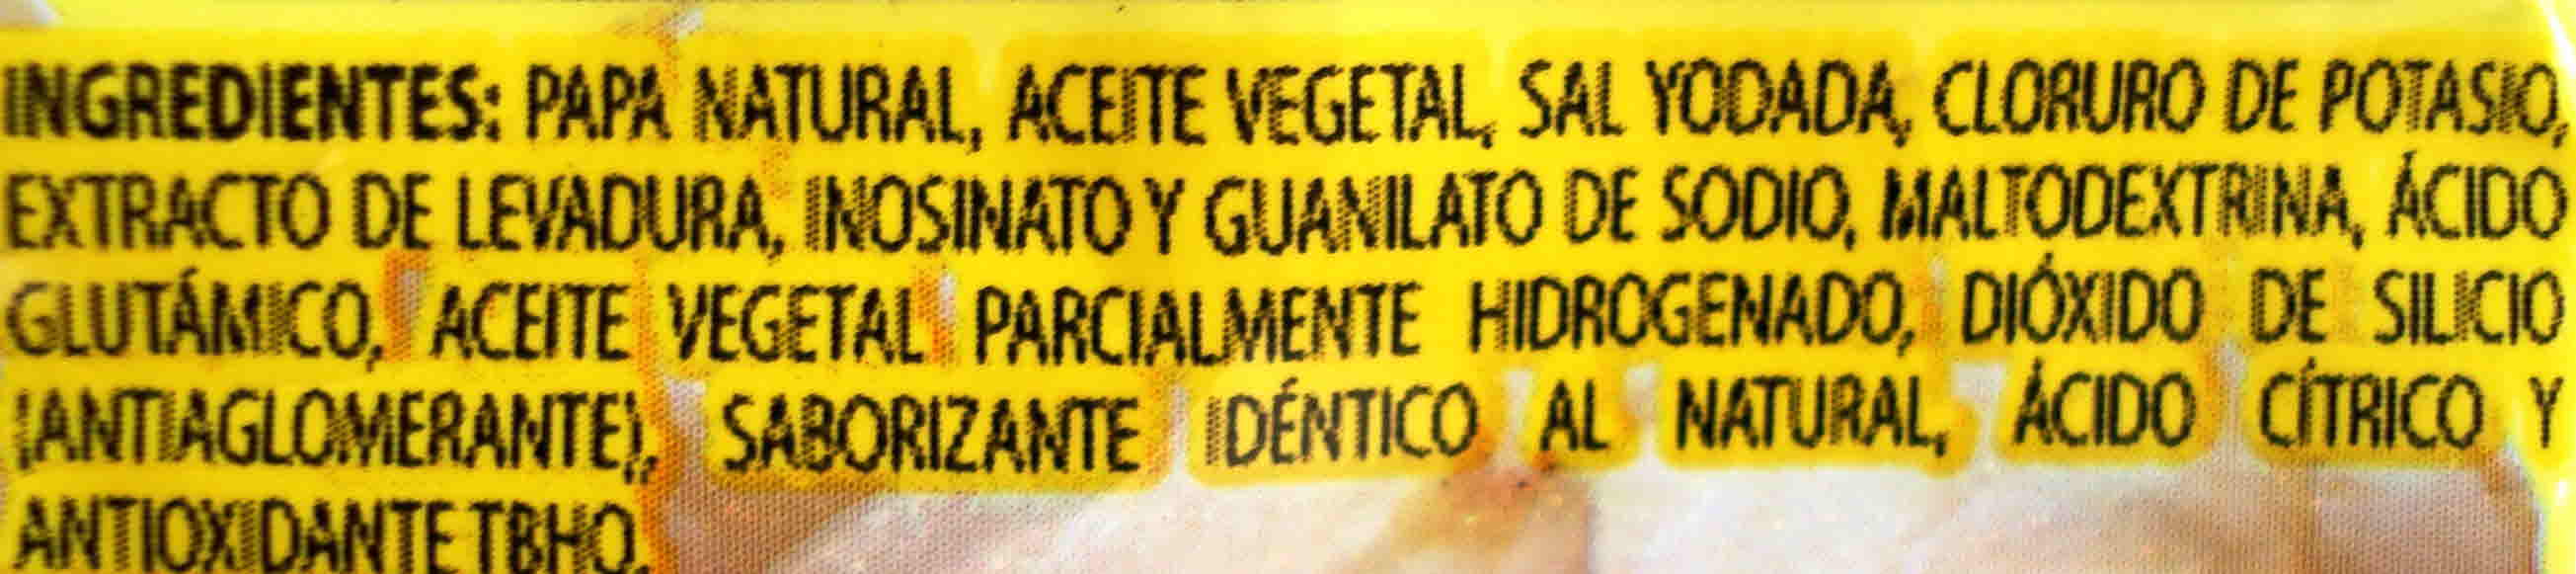 INGREDIENTES: PAPA NATURAL, ACEITE VEGETAL, SAL YODADA, CLORURO DE POTASIO,
EXTRACTO DE LEVADURA, INOSINATO Y GUANILATO DE SODIO, MALTODEXTRINA, ÁCIDO
GLUTÁMICO, ACEITE VEGETAL PARCIALMENTE HIDROGENADO, DIÓXIDO DE SILICIO
(ANTIAGLOMERANTE), SABORIZANTE IDÉNTICO AL NATURAL, ÁCIDO CÍTRICO Y
ANTIOXIDANTE TBHQ.